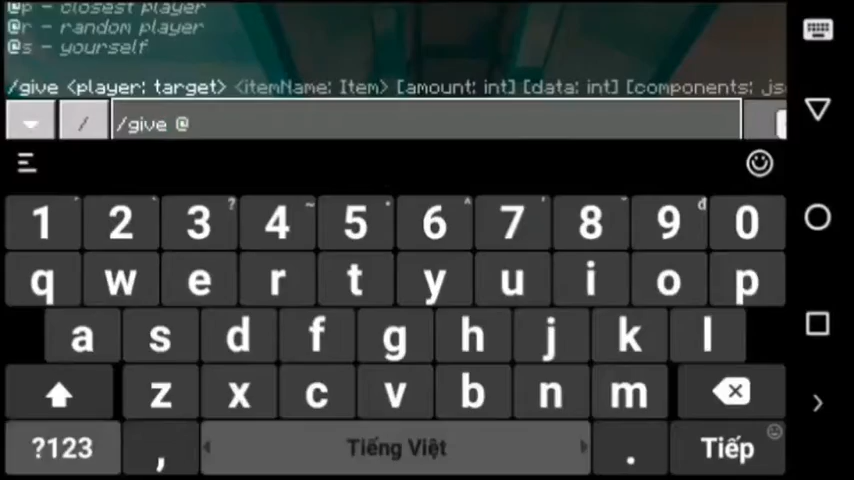 @p - closest player
@r - random player
@s - yourself
/give <player: target> <itemName: Item> [amount: int] [data: int] [components: js
/ /give @
1 2 3 ? 4 ~ 5 6 ^ 7 8 9 đ 0
q w e r t y u i o p
a s d f g h j k l
z x c v b n m
?123 , Tiếng Việt . Tiếp